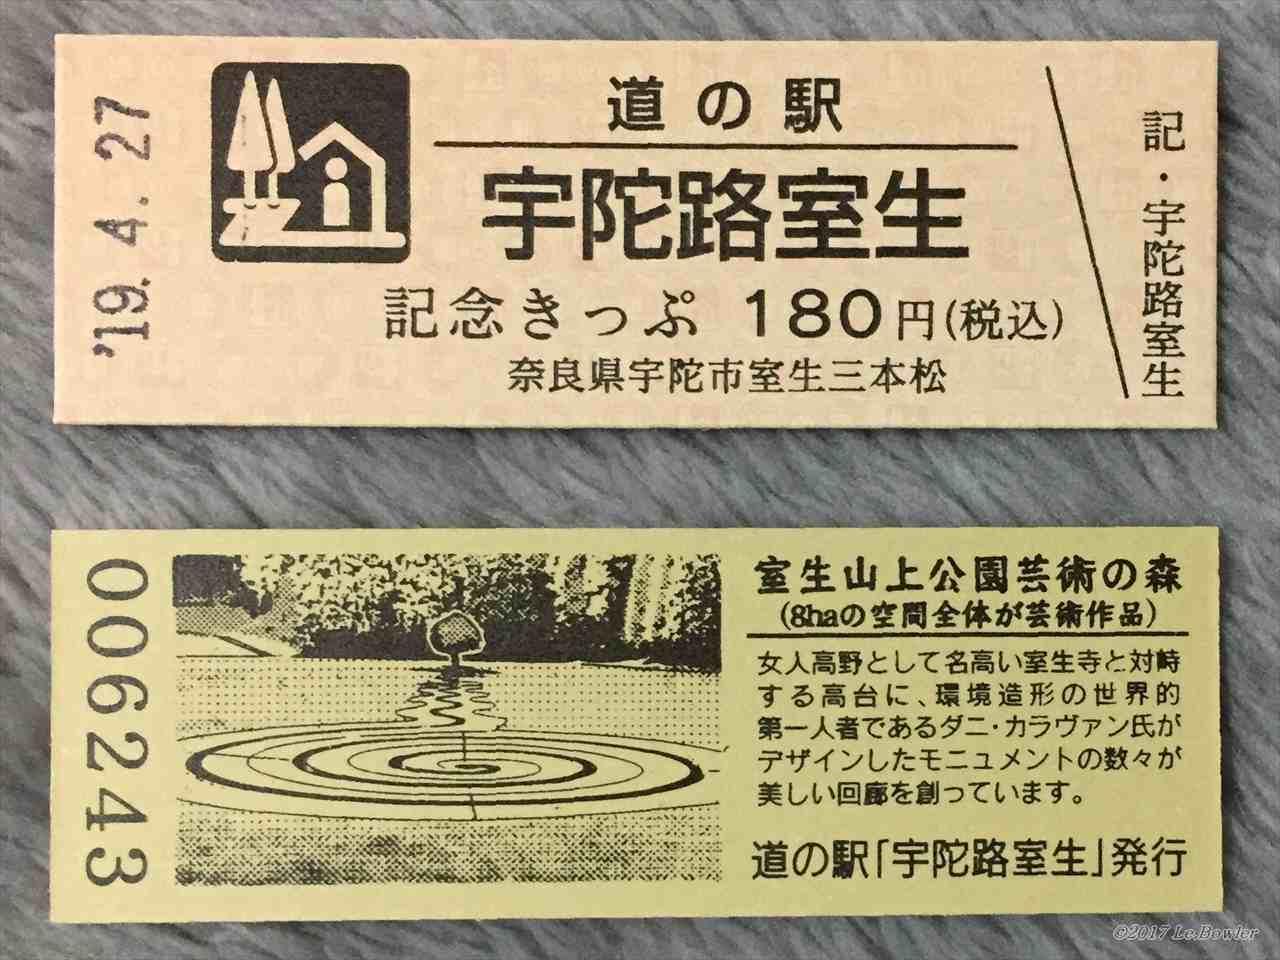 '19.4.27
道の駅
宇陀路室生
記念きっぷ 180円(税込)
奈良県宇陀市室生三本松
記・宇陀路室生
006243
室生山上公園芸術の森
(8haの空間全体が芸術作品)
女人高野として名高い室生寺と対峙
する高台に、環境造形の世界的
第一人者であるダニ・カラヴァン氏が
デザインしたモニュメントの数々が
美しい回廊を創っています。
道の駅「宇陀路室生」発行
©2017 Le.Bowler